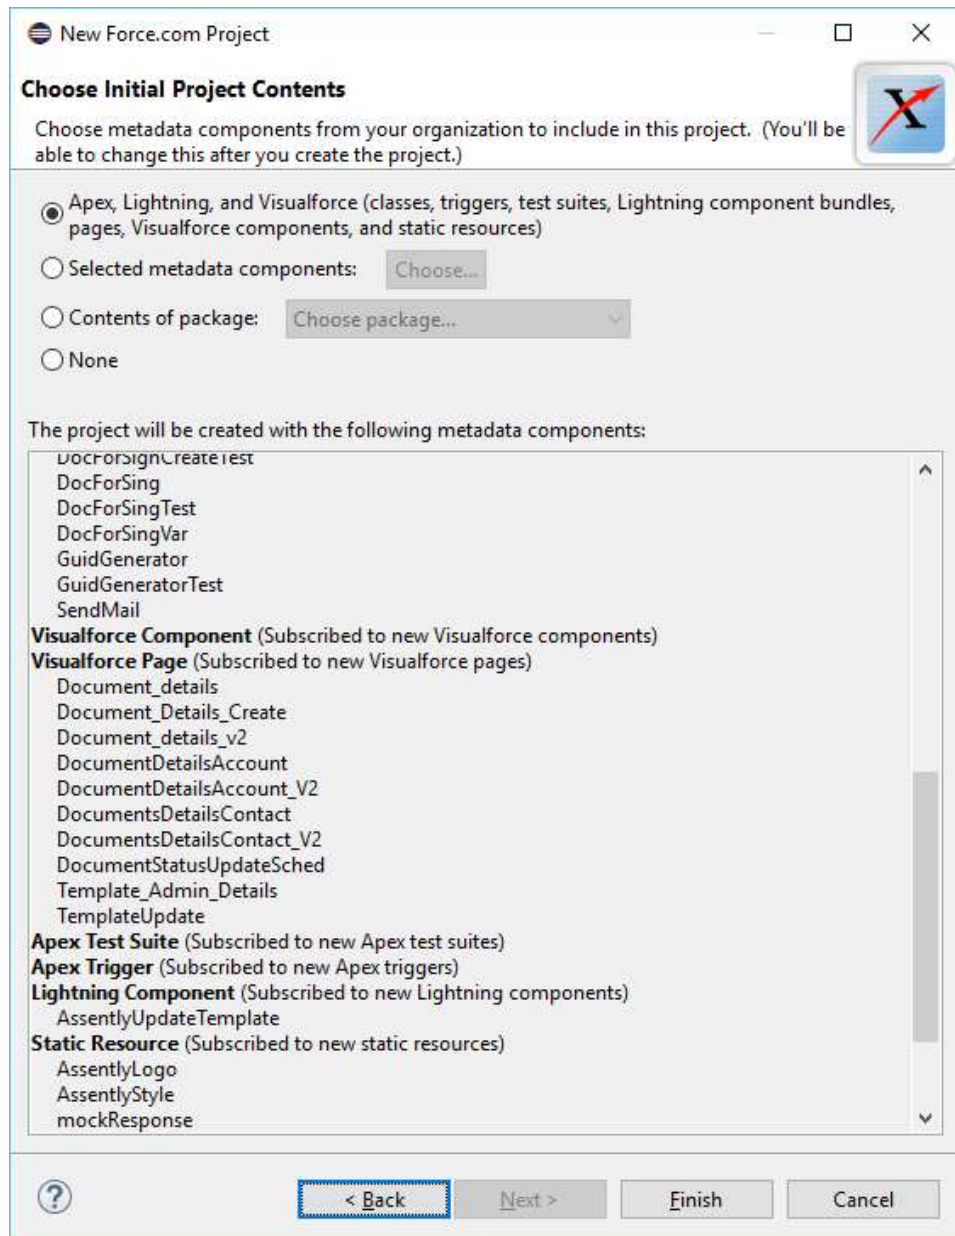 New Force.com Project
Choose Initial Project Contents
Choose metadata components from your organization to include in this project. (You'll be
able to change this after you create the project.)
X
Apex, Lightning, and Visualforce (classes, triggers, test suites, Lightning component bundles,
pages, Visualforce components, and static resources)
Selected metadata components: Choose...
Contents of package: Choose package...
None
The project will be created with the following metadata components:
DocForSignCreateTest
DocForSing
DocForSingTest
DocForSingVar
GuidGenerator
GuidGeneratorTest
SendMail
Visualforce Component (Subscribed to new Visualforce components)
Visualforce Page (Subscribed to new Visualforce pages)
Document_details
Document_Details_Create
Document_details_v2
DocumentDetailsAccount
DocumentDetailsAccount_V2
DocumentsDetailsContact
DocumentsDetailsContact_V2
DocumentStatusUpdateSched
Template_Admin_Details
TemplateUpdate
Apex Test Suite (Subscribed to new Apex test suites)
Apex Trigger (Subscribed to new Apex triggers)
Lightning Component (Subscribed to new Lightning components)
AssentlyUpdateTemplate
Static Resource (Subscribed to new static resources)
AssentlyLogo
AssentlyStyle
mockResponse
? < Back Next > Finish Cancel